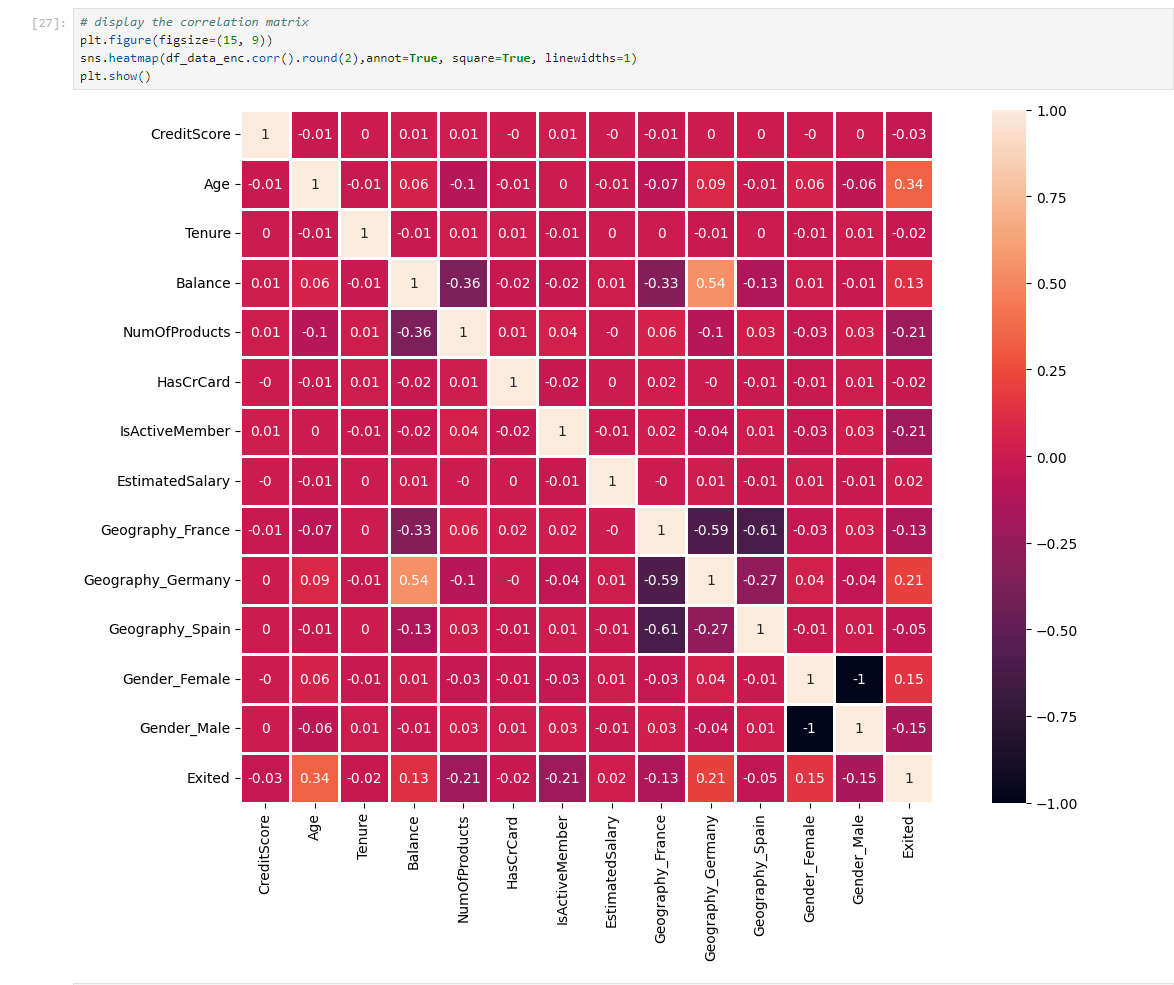 [27]:
# display the correlation matrix
plt.figure(figsize=(15, 9))
sns.heatmap(df_data_enc.corr().round(2),annot=True, square=True, linewidths=1)
plt.show()
CreditScore 1 -0.01 0 0.01 0.01 -0 0.01 -0 -0.01 0 0 -0 0 -0.03
Age -0.01 1 -0.01 0.06 -0.1 -0.01 0 -0.01 -0.07 0.09 -0.01 0.06 -0.06 0.34
Tenure 0 -0.01 1 -0.01 0.01 0.01 -0.01 0 0 -0.01 0 -0.01 0.01 -0.02
Balance 0.01 0.06 -0.01 1 -0.36 -0.02 -0.02 0.01 -0.33 0.54 -0.13 0.01 -0.01 0.13
NumOfProducts 0.01 -0.1 0.01 -0.36 1 0.01 0.04 -0 0.06 -0.1 0.03 -0.03 0.03 -0.21
HasCrCard -0 -0.01 0.01 -0.02 0.01 1 -0.02 0 0.02 -0 -0.01 -0.01 0.01 -0.02
IsActiveMember 0.01 0 -0.01 -0.02 0.04 -0.02 1 -0.01 0.02 -0.04 0.01 -0.03 0.03 -0.21
EstimatedSalary -0 -0.01 0 0.01 -0 0 -0.01 1 -0 0.01 -0.01 0.01 -0.01 0.02
Geography_France -0.01 -0.07 0 -0.33 0.06 0.02 0.02 -0 1 -0.59 -0.61 -0.03 0.03 -0.13
Geography_Germany 0 0.09 -0.01 0.54 -0.1 -0 -0.04 0.01 -0.59 1 -0.27 0.04 -0.04 0.21
Geography_Spain 0 -0.01 0 -0.13 0.03 -0.01 0.01 -0.01 -0.61 -0.27 1 -0.01 0.01 -0.05
Gender_Female -0 0.06 -0.01 0.01 -0.03 -0.01 -0.03 0.01 -0.03 0.04 -0.01 1 -1 0.15
Gender_Male 0 -0.06 0.01 -0.01 0.03 0.01 0.03 -0.01 0.03 -0.04 0.01 -1 1 -0.15
Exited -0.03 0.34 -0.02 0.13 -0.21 -0.02 -0.21 0.02 -0.13 0.21 -0.05 0.15 -0.15 1
CreditScore
Age
Tenure
Balance
NumOfProducts
HasCrCard
IsActiveMember
EstimatedSalary
Geography_France
Geography_Germany
Geography_Spain
Gender_Female
Gender_Male
Exited
1.00
0.75
0.50
0.25
0.00
−0.25
−0.50
−0.75
−1.00